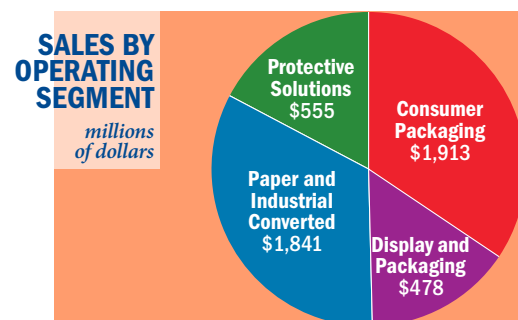 SALES BY
OPERATING
SEGMENT
millions
of dollars
Protective
Solutions
$555
Consumer
Packaging
$1,913
Paper and
Industrial
Converted
$1,841
Display and
Packaging
$478